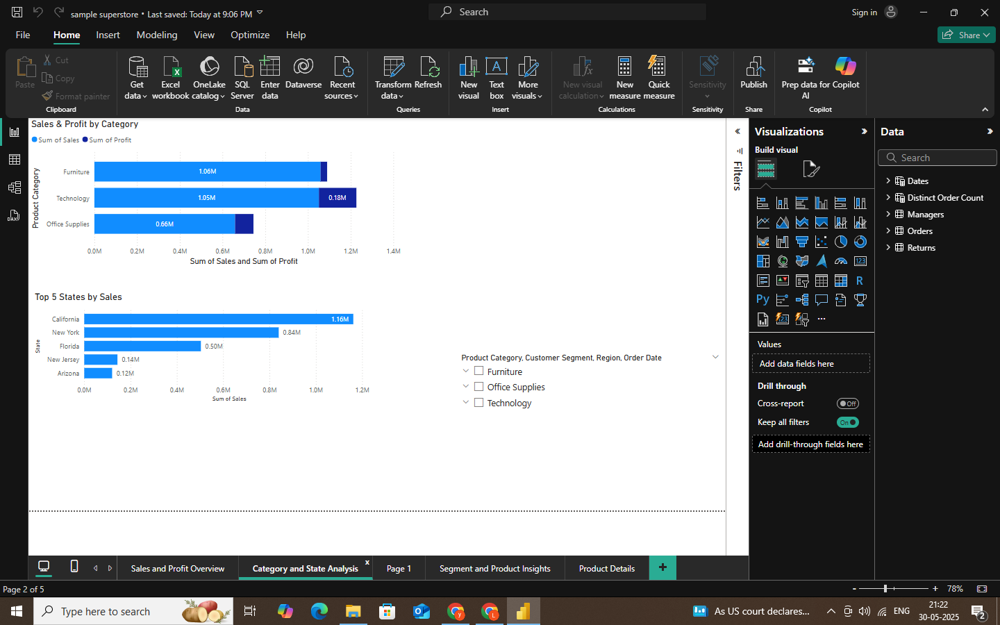 sample superstore • Last saved: Today at 9:06 PM
Search
Sign in
File Home Insert Modeling View Optimize Help
Share
Paste
Cut
Copy
Format painter
Clipboard
Get data
Excel workbook
OneLake catalog
SQL Server
Enter data
Dataverse
Recent sources
Data
Transform data
Refresh
Queries
New visual
Text box
More visuals
Insert
New visual calculation
New measure
Quick measure
Calculations
Sensitivity
Sensitivity
Publish
Share
Prep data for AI
Copilot
Copilot
Sales & Profit by Category
Sum of Sales Sum of Profit
Product Category
Furniture 1.06M
Technology 1.05M 0.18M
Office Supplies 0.66M
0.0M 0.2M 0.4M 0.6M 0.8M 1.0M 1.2M 1.4M
Sum of Sales and Sum of Profit
Top 5 States by Sales
State
California 1.16M
New York 0.84M
Florida 0.50M
New Jersey 0.14M
Arizona 0.12M
0.0M 0.2M 0.4M 0.6M 0.8M 1.0M 1.2M
Sum of Sales
Product Category, Customer Segment, Region, Order Date
Furniture
Office Supplies
Technology
Filters
Visualizations
Build visual
123
R
Py
123
Values
Add data fields here
Drill through
Cross-report Off
Keep all filters On
Add drill-through fields here
Data
Search
Dates
Distinct Order Count
Managers
Orders
Returns
DAX
Sales and Profit Overview
Category and State Analysis x
Page 1
Segment and Product Insights
Product Details
+
Page 2 of 5
- + 78%
Type here to search
y
L
As US court declares...
ENG
21:22
30-05-2025
2